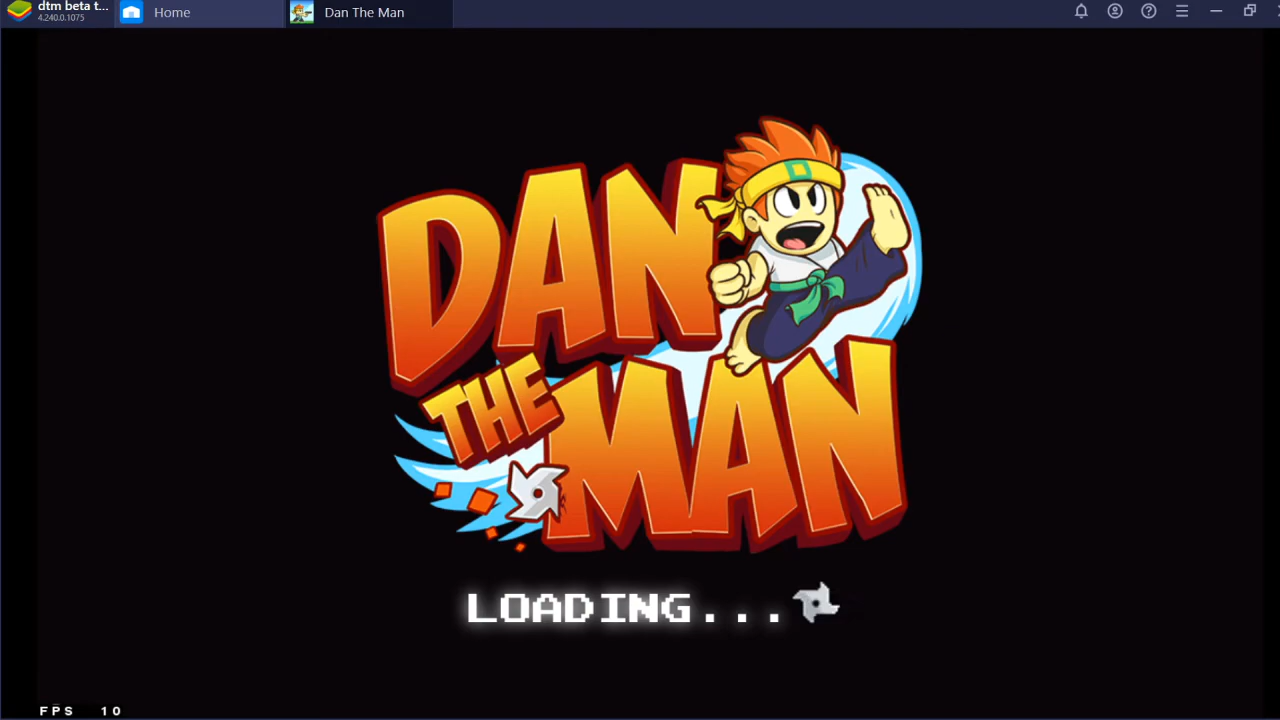 dtm beta t...
4.240.0.1075
Home
Dan The Man
DAN
THE
MAN
LOADING...
FPS 10